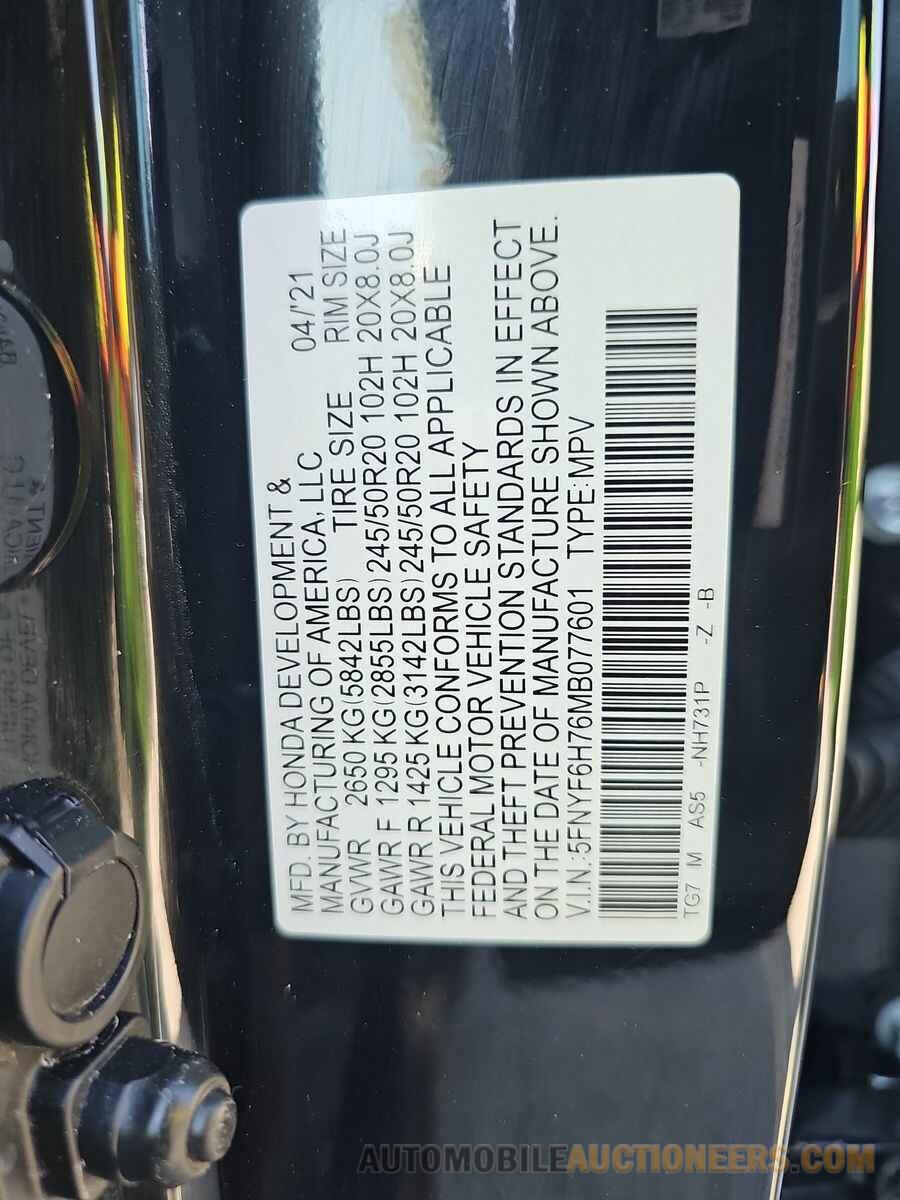 MFD. BY HONDA DEVELOPMENT &
MANUFACTURING OF AMERICA, LLC 04/'21
GVWR 2650 KG(5842LBS) TIRE SIZE RIM SIZE
GAWR F 1295 KG(2855LBS)245/50R20 102H 20X8.0J
GAWR R 1425 KG(3142LBS)245/50R20 102H 20X8.0J
THIS VEHICLE CONFORMS TO ALL APPLICABLE
FEDERAL MOTOR VEHICLE SAFETY
AND THEFT PREVENTION STANDARDS IN EFFECT
ON THE DATE OF MANUFACTURE SHOWN ABOVE.
V.I.N.:5FNYF6H76MB077601 TYPE:MPV
TG7 M AS5 -NH731P -Z -B
AUTOMOBILEAUCTIONEERS.COM